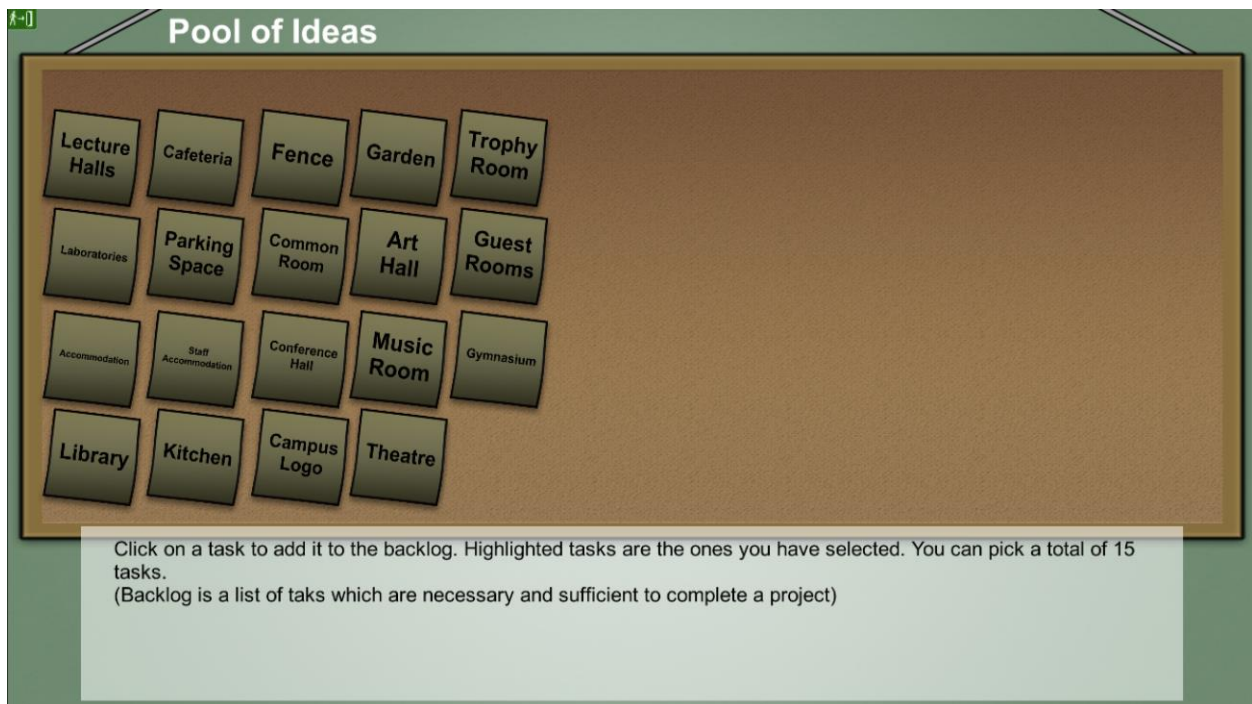 Pool of Ideas
Lecture
Halls
Cafeteria
Fence
Garden
Trophy
Room
Laboratories
Parking
Space
Common
Room
Art
Hall
Guest
Rooms
Accommodation
Staff
Accommodation
Conference
Hall
Music
Room
Gymnasium
Library
Kitchen
Campus
Logo
Theatre
Click on a task to add it to the backlog. Highlighted tasks are the ones you have selected. You can pick a total of 15
tasks.
(Backlog is a list of taks which are necessary and sufficient to complete a project)